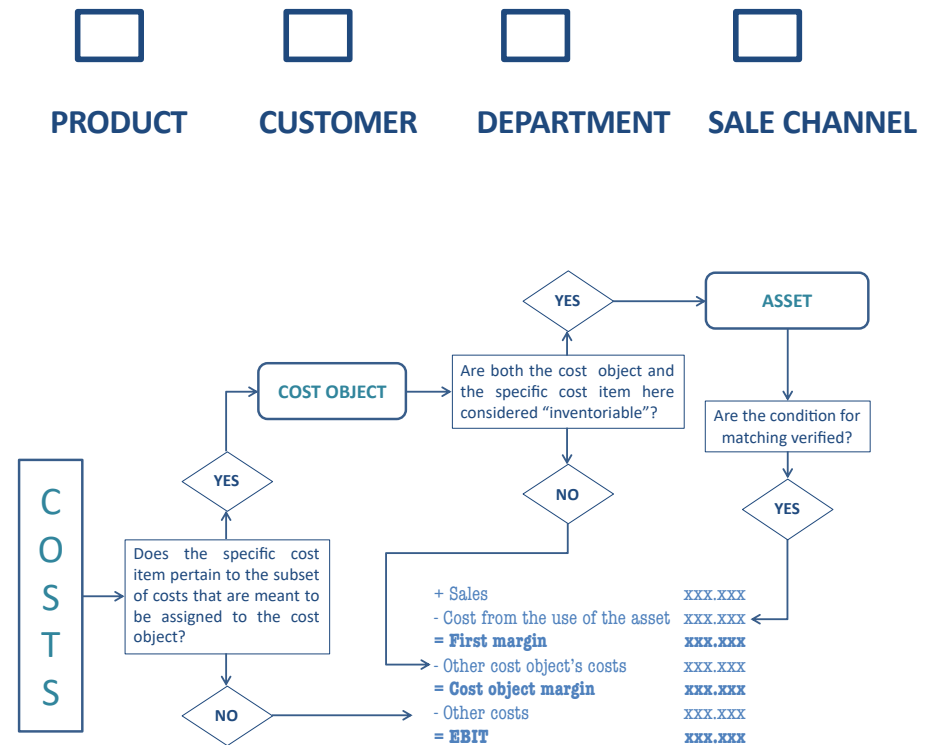 PRODUCT
CUSTOMER
DEPARTMENT
SALE CHANNEL
YES
ASSET
Are both the cost object and
the specific cost item here
considered "inventoriable"?
COST OBJECT
Are the condition for
matching verified?
YES
NO
YES
C
O
S
T
S
Does the specific cost
item pertain to the subset
of costs that are meant to
be assigned to the cost
object?
NO
+ Sales xxx.xxx
- Cost from the use of the asset xxx.xxx
= First margin xxx.xxx
- Other cost object's costs xxx.xxx
= Cost object margin xxx.xxx
- Other costs xxx.xxx
= EBIT xxx.xxx